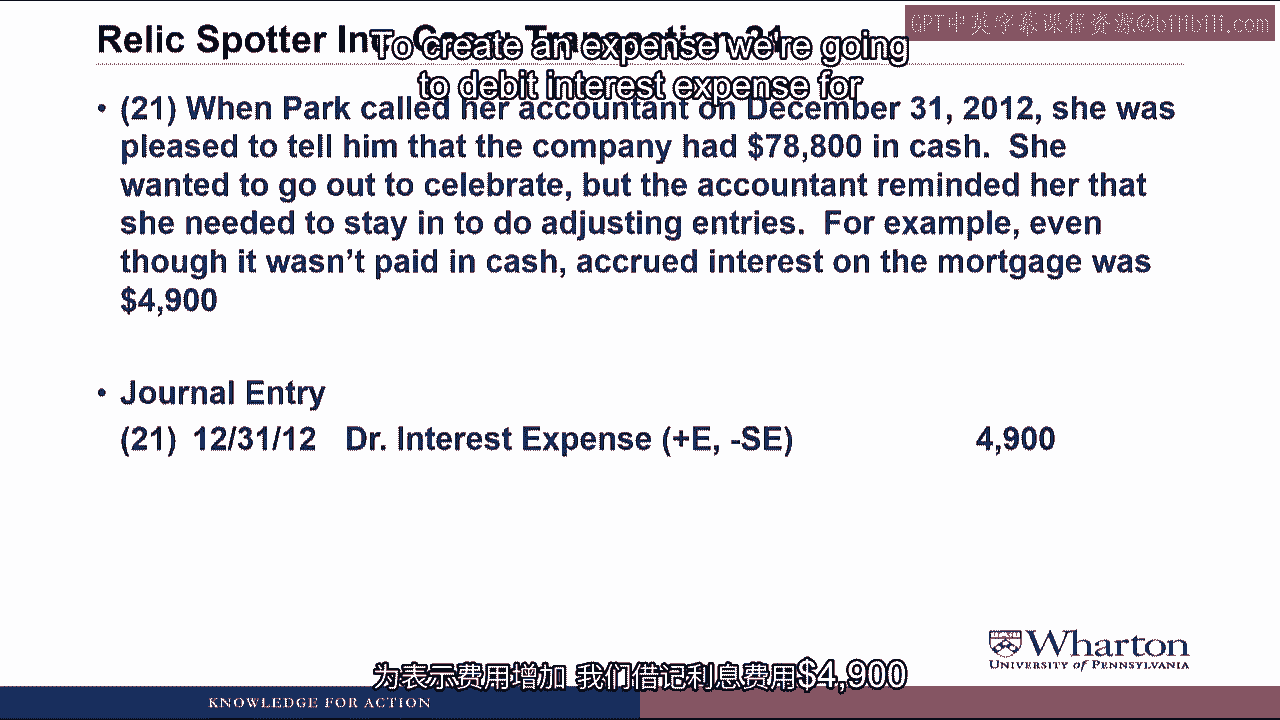 GPT中英字幕课程资源@bilibili.com
Relic Spotter Inc. Case: Transaction 21
To create an expense we're going
to debit interest expense for
• (21) When Park called her accountant on December 31, 2012, she was
pleased to tell him that the company had $78,800 in cash. She
wanted to go out to celebrate, but the accountant reminded her that
she needed to stay in to do adjusting entries. For example, even
though it wasn't paid in cash, accrued interest on the mortgage was
$4,900
• Journal Entry
(21) 12/31/12 Dr. Interest Expense (+E, -SE) 4,900
Wharton
UNIVERSITY of PENNSYLVANIA
为表示费用增加 我们借记利息费用$4,900
KNOWLEDGE FOR ACTION